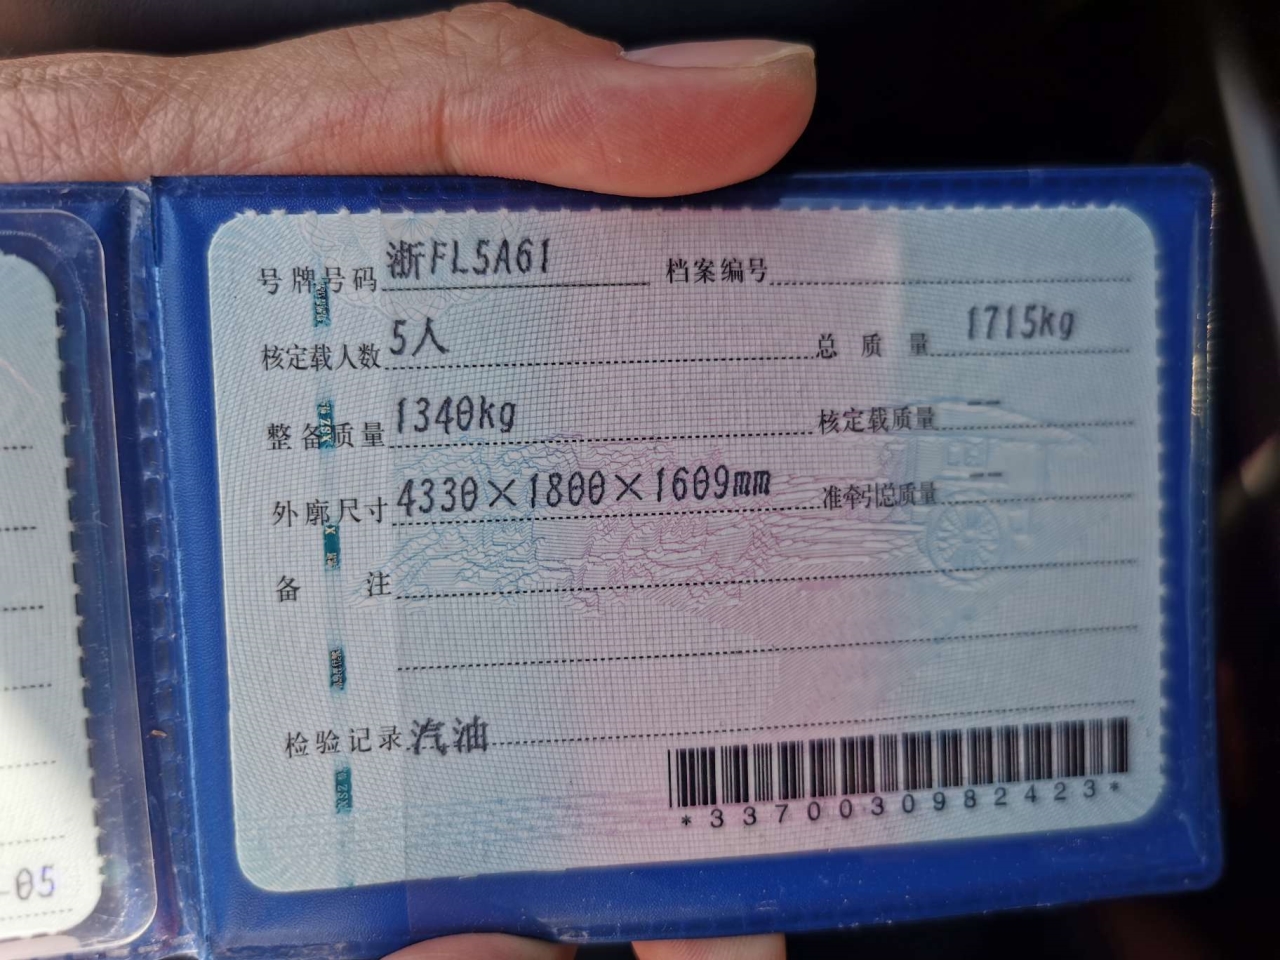 号牌号码 浙FL5A61 档案编号
核定载人数 5人 总质量 1715kg
整备质量 1340kg 核定载质量 --
外廓尺寸 4330×1800×1609mm 准牵引总质量 --
备注
检验记录 汽油
*3370030982423*
-05